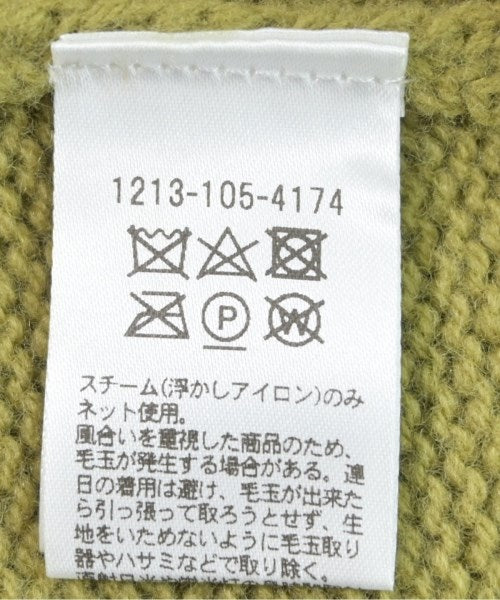 1213-105-4174
P
W
スチーム(浮かしアイロン)のみ
ネット使用。
風合いを重視した商品のため、
毛玉が発生する場合がある。連
日の着用は避け、毛玉が出来た
ら引っ張って取ろうとせず、生
地をいためないように毛玉取り
器やハサミなどで取り除く。